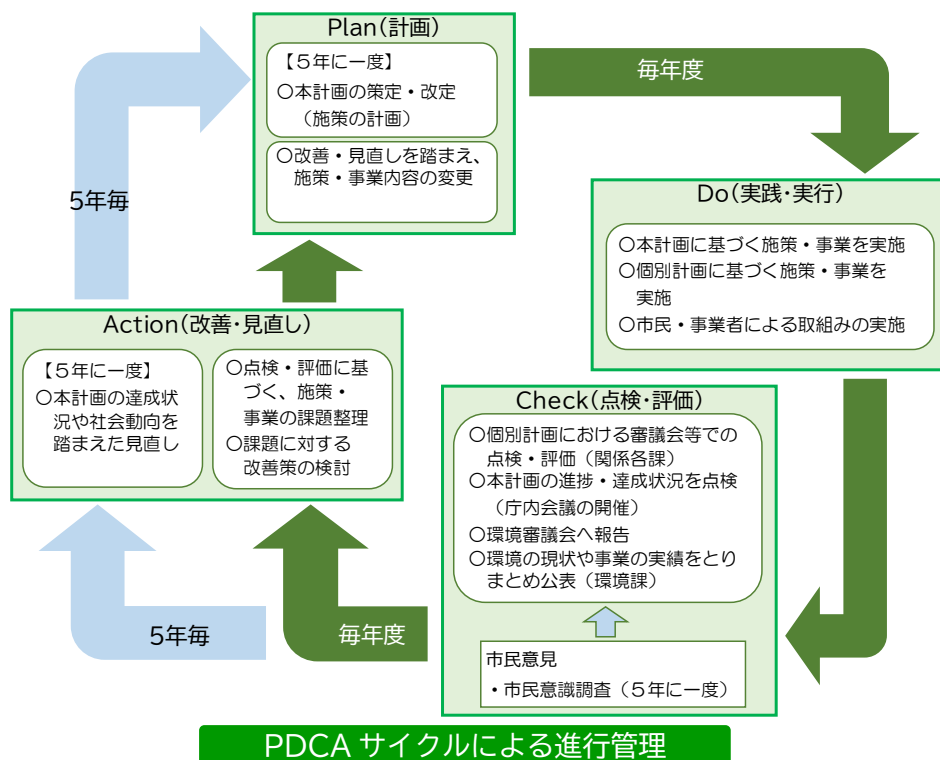 Plan(計画)
【５年に一度】
○本計画の策定・改定
（施策の計画）
○改善・見直しを踏まえ、
施策・事業内容の変更
毎年度
Do(実践・実行)
○本計画に基づく施策・事業を実施
○個別計画に基づく施策・事業を
実施
○市民・事業者による取組みの実施
5年毎
Action(改善・見直し)
【５年に一度】
○本計画の達成状
況や社会動向を
踏まえた見直し
○点検・評価に基
づく、施策・
事業の課題整理
○課題に対する
改善策の検討
Check(点検・評価)
○個別計画における審議会等での
点検・評価（関係各課）
○本計画の進捗・達成状況を点検
（庁内会議の開催）
○環境審議会へ報告
○環境の現状や事業の実績をとり
まとめ公表（環境課）
市民意見
・市民意識調査（５年に一度）
5年毎
毎年度
PDCA サイクルによる進行管理